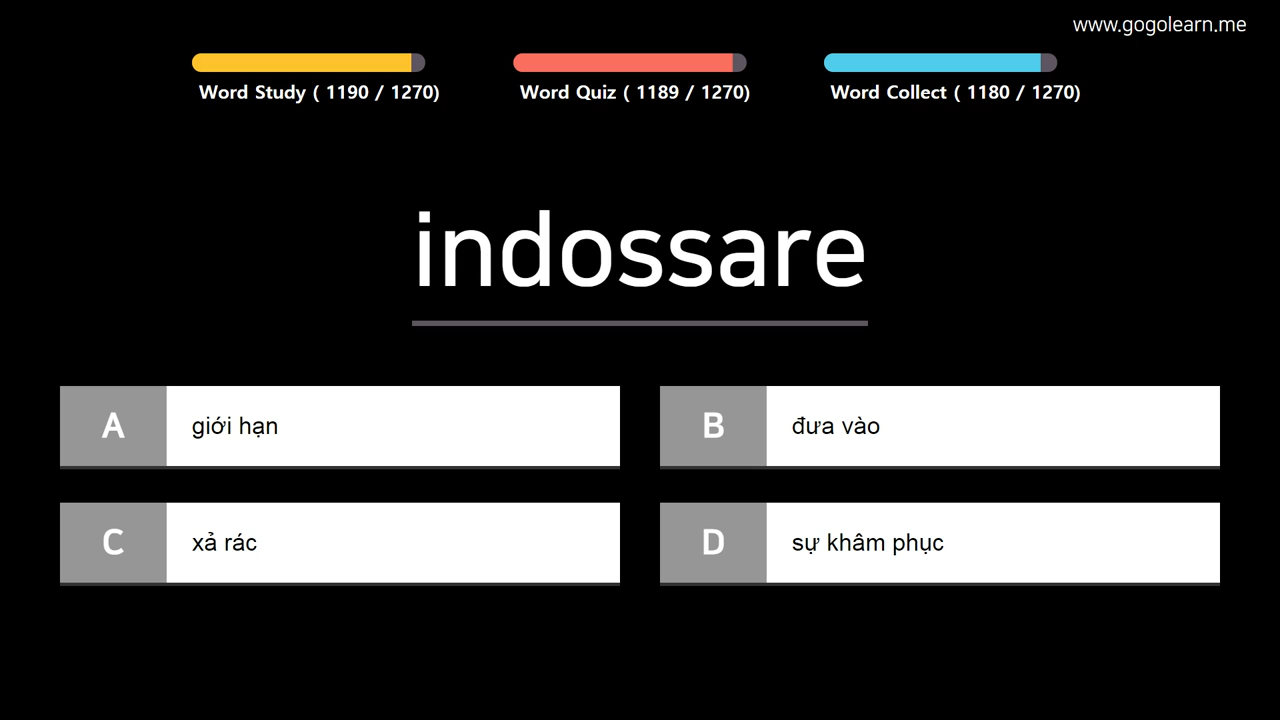 www.gogolearn.me
Word Study ( 1190 / 1270)
Word Quiz ( 1189 / 1270)
Word Collect ( 1180 / 1270)
indossare
A giới hạn
B đưa vào
C xả rác
D sự khâm phục